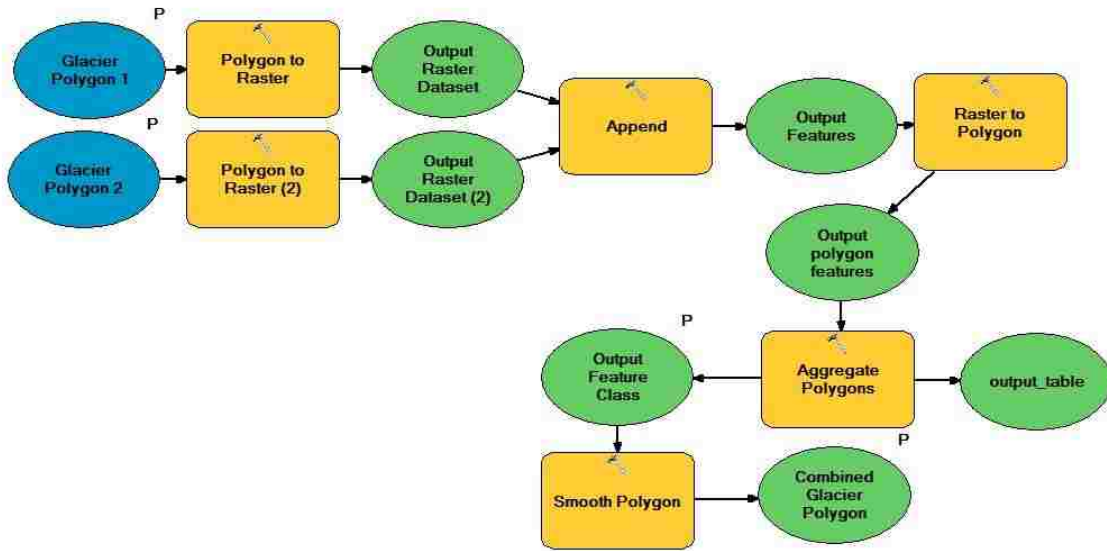 P
Glacier
Polygon 1
Polygon to
Raster
Output
Raster
Dataset
P
Glacier
Polygon 2
Polygon to
Raster (2)
Output
Raster
Dataset (2)
Append
Output
Features
Raster to
Polygon
Output
polygon
features
P
Output
Feature
Class
Aggregate
Polygons
output_table
P
Smooth Polygon
Combined
Glacier
Polygon